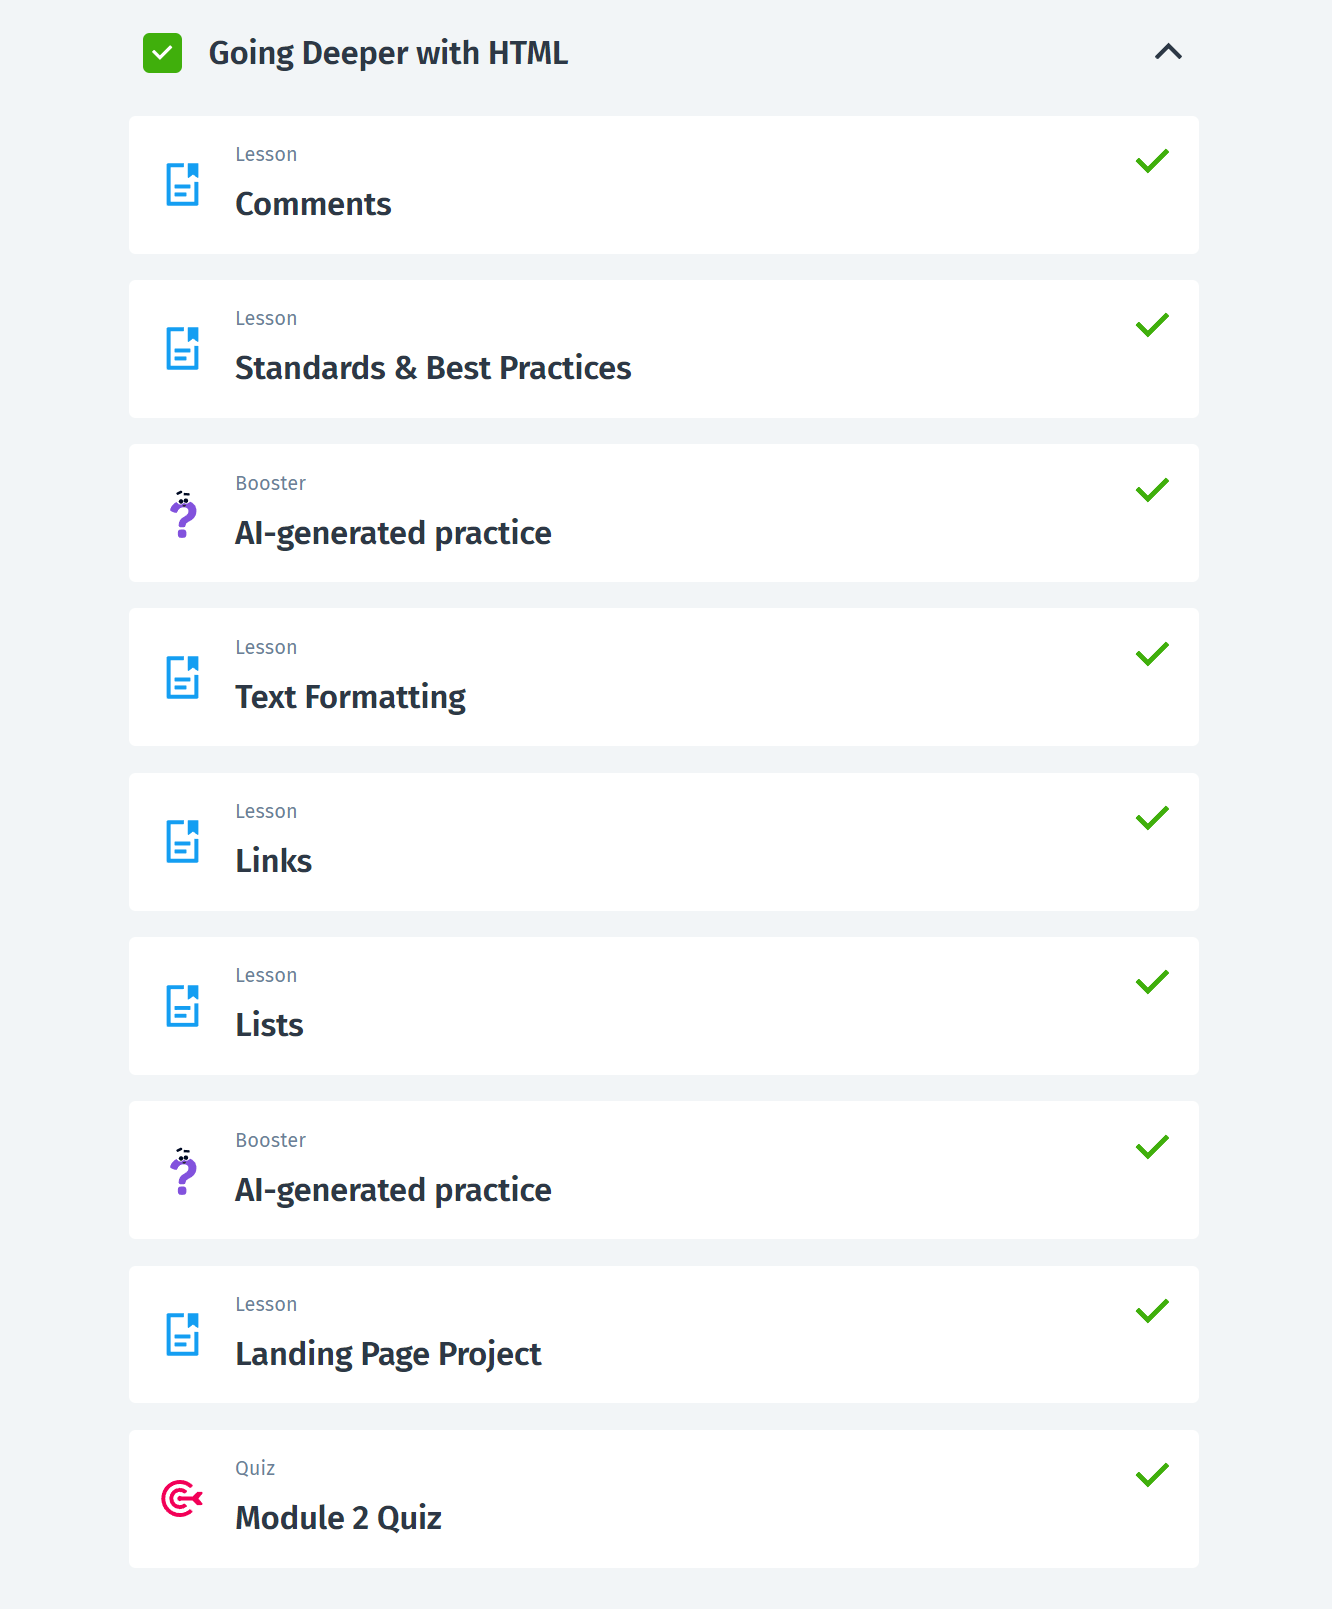 Going Deeper with HTML
Lesson
Comments
Lesson
Standards & Best Practices
Booster
AI-generated practice
Lesson
Text Formatting
Lesson
Links
Lesson
Lists
Booster
AI-generated practice
Lesson
Landing Page Project
Quiz
Module 2 Quiz